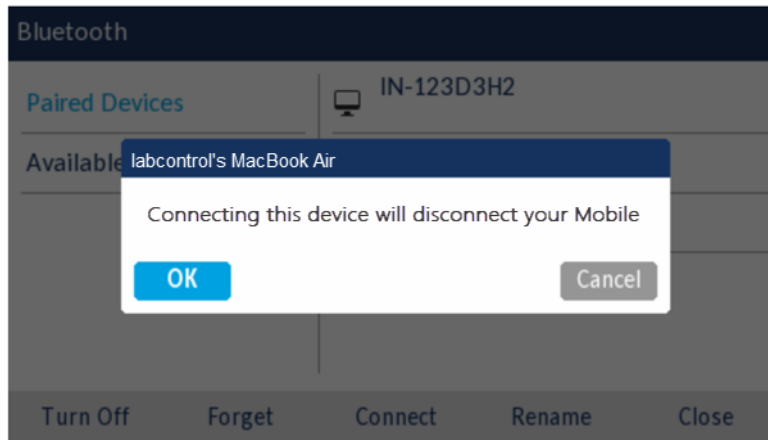 Bluetooth
Paired Devices
IN-123D3H2
Available
labcontrol's MacBook Air
Connecting this device will disconnect your Mobile
OK
Cancel
Turn Off
Forget
Connect
Rename
Close